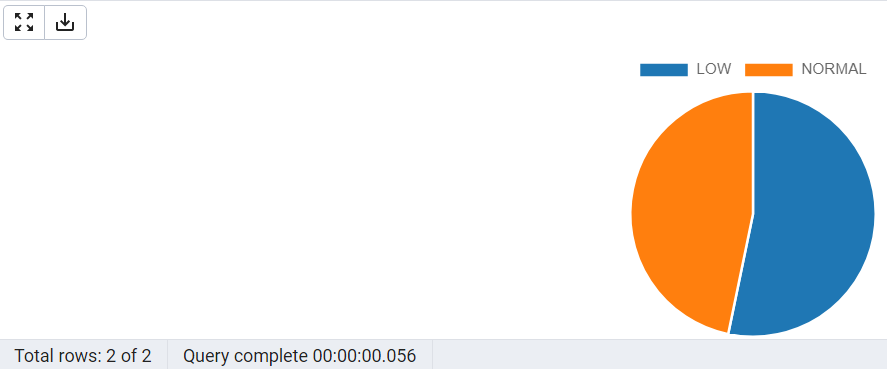 LOW NORMAL
Total rows: 2 of 2 Query complete 00:00:00.056